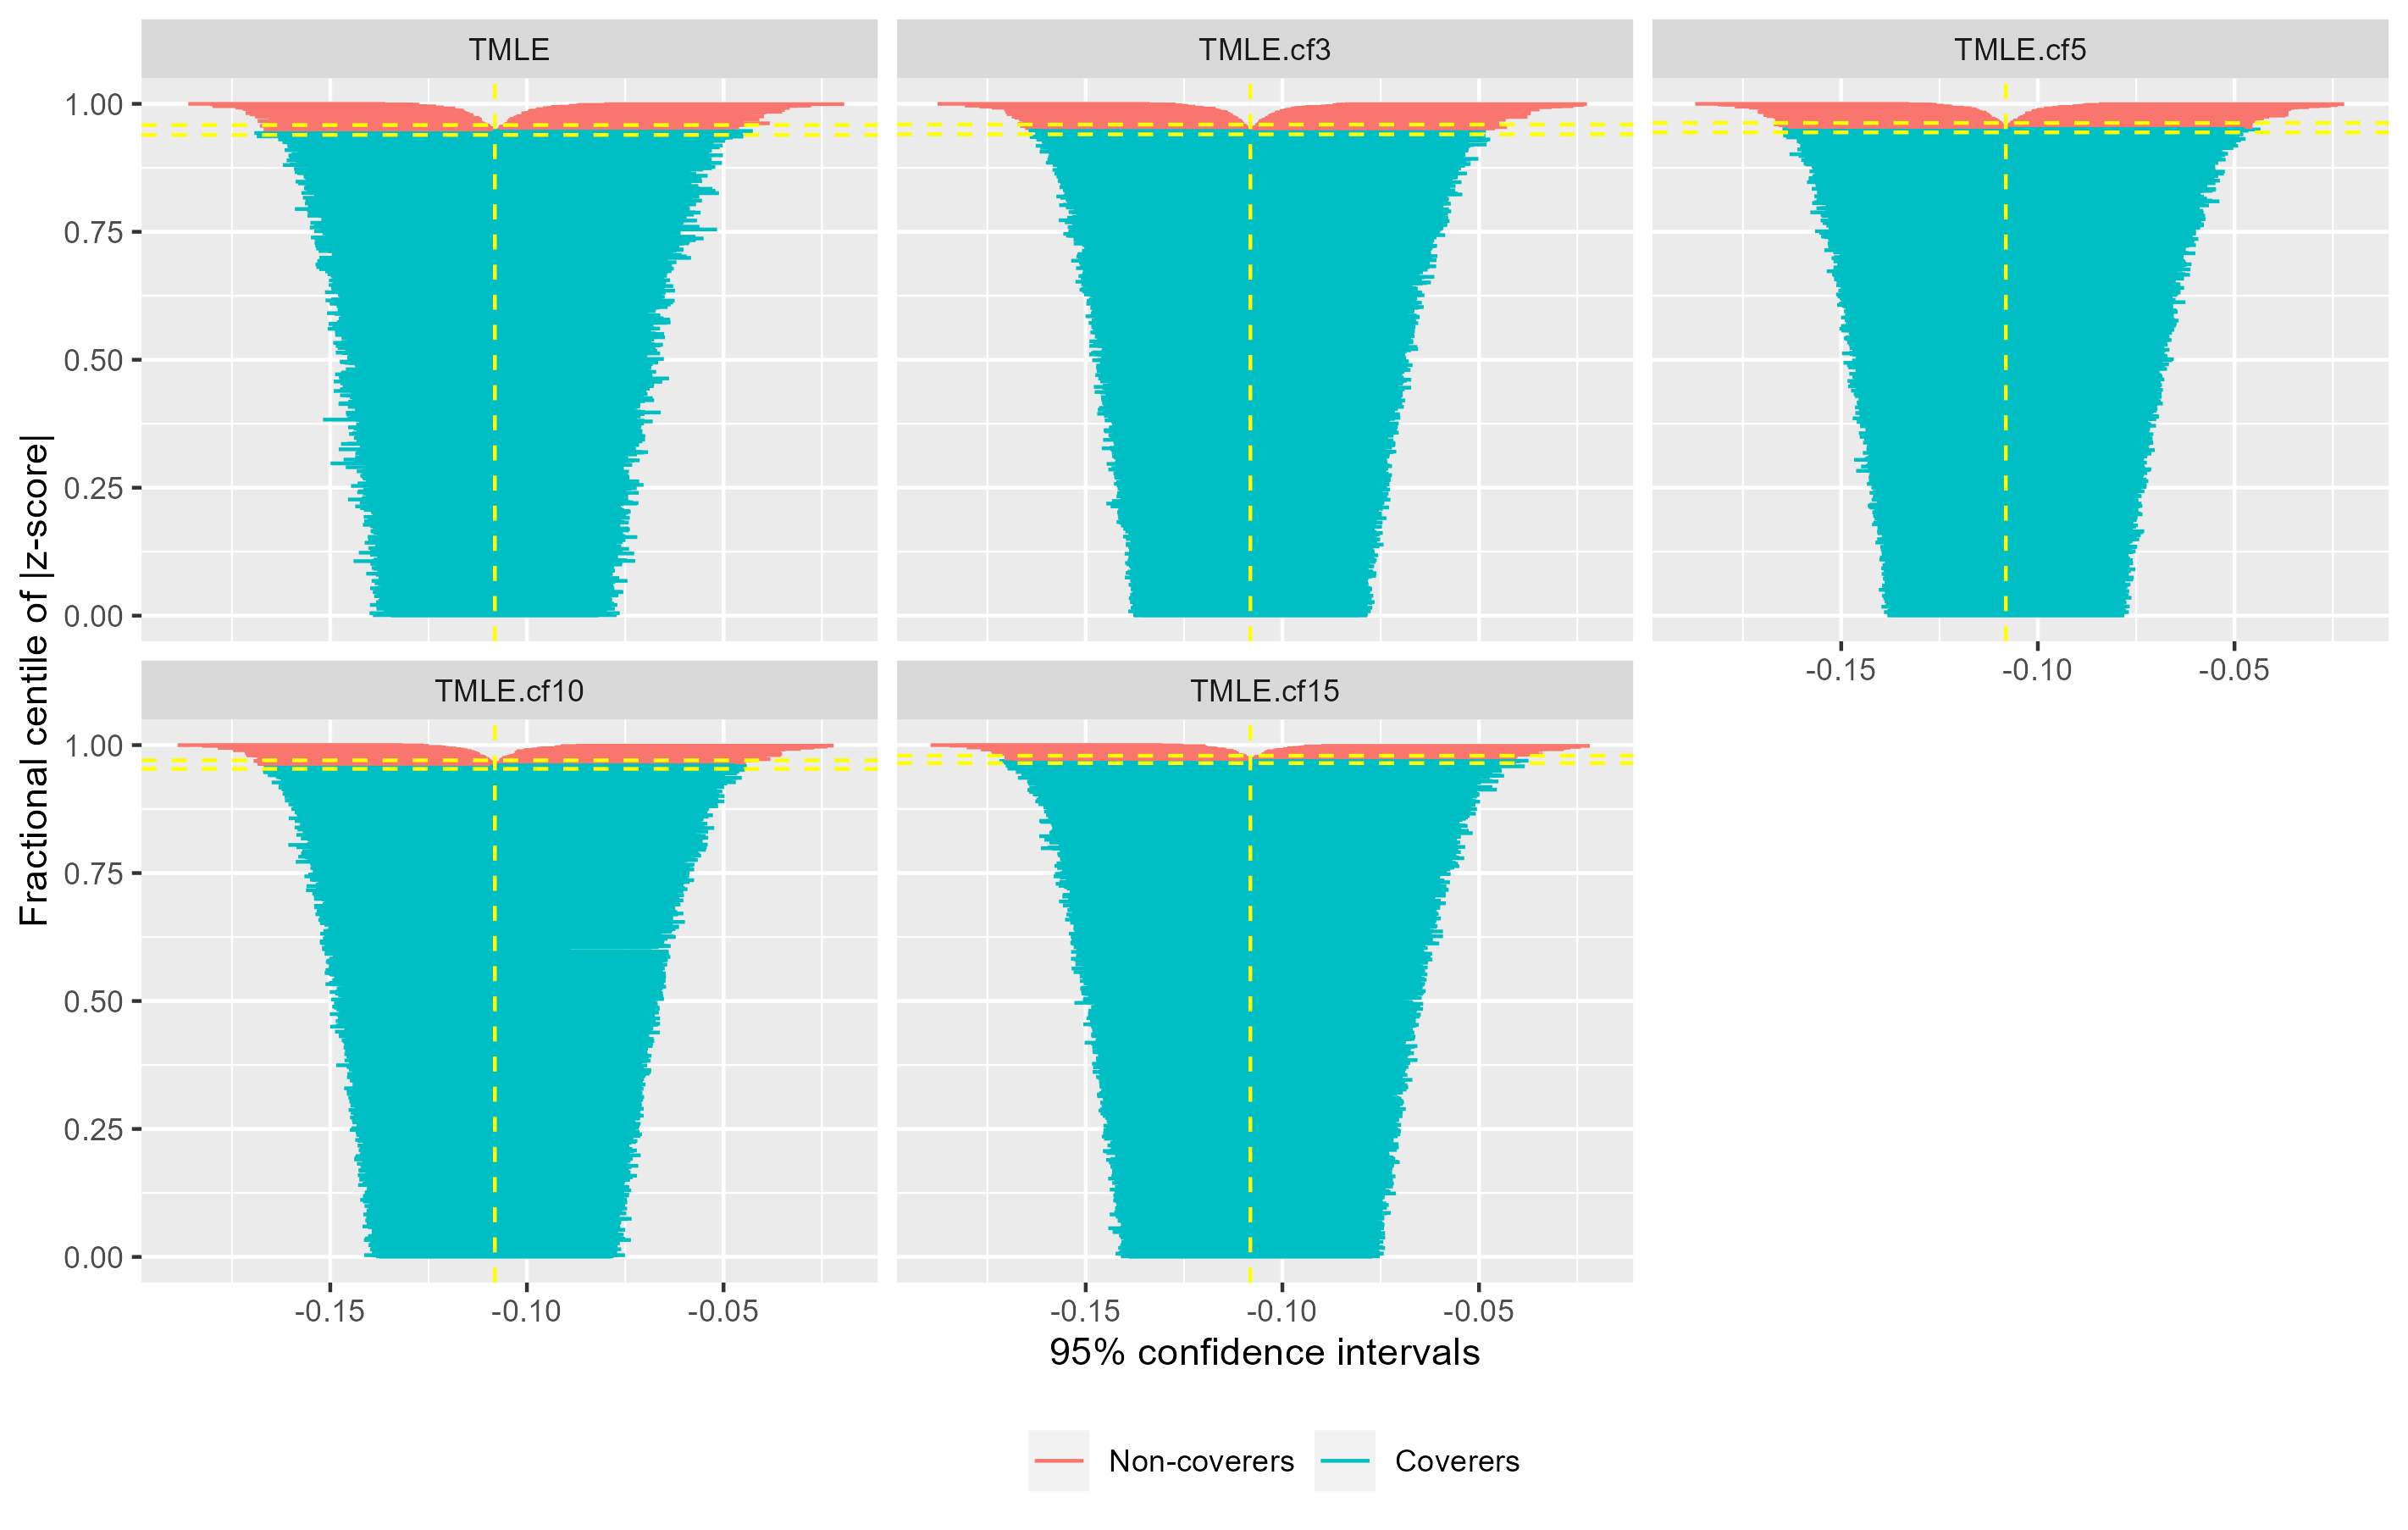 TMLE
TMLE.cf3
TMLE.cf5
1.00
0.75
0.50
0.25
0.00
-0.15 -0.10 -0.05
TMLE.cf10
TMLE.cf15
1.00
0.75
0.50
0.25
0.00
-0.15 -0.10 -0.05
-0.15 -0.10 -0.05
Fractional centile of |z-score|
95% confidence intervals
Non-coverers
Coverers